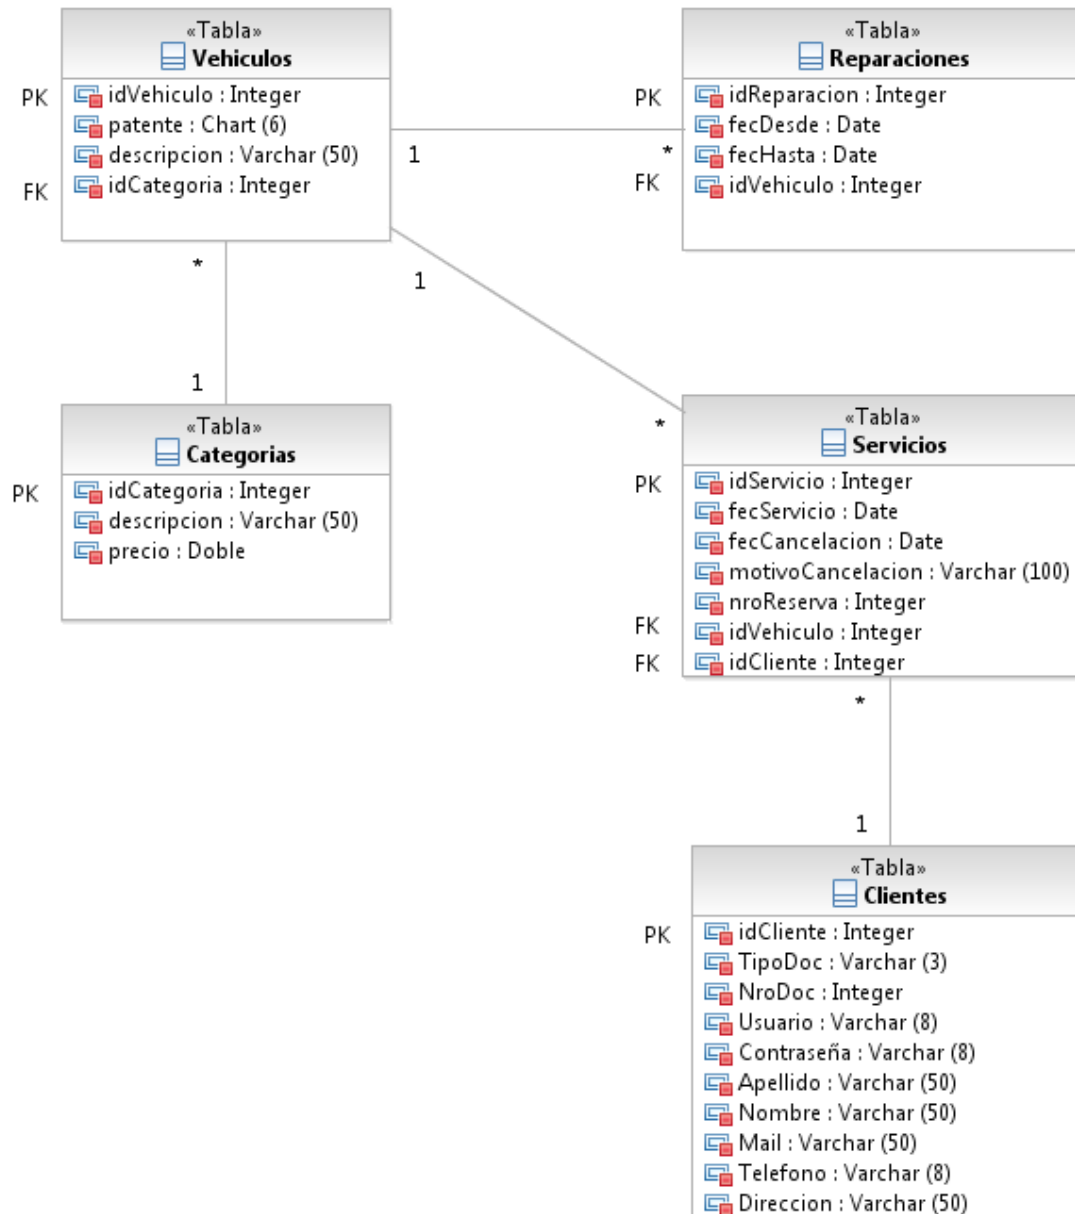 «Tabla»
Vehiculos
PK
idVehiculo : Integer
patente : Chart (6)
descripcion : Varchar (50)
FK
idCategoria : Integer
«Tabla»
Reparaciones
PK
idReparacion : Integer
fecDesde : Date
fecHasta : Date
FK
idVehiculo : Integer
1
*
1
*
*
1
«Tabla»
Categorias
PK
idCategoria : Integer
descripcion : Varchar (50)
precio : Doble
«Tabla»
Servicios
PK
idServicio : Integer
fecServicio : Date
fecCancelacion : Date
motivoCancelacion : Varchar (100)
nroReserva : Integer
FK
idVehiculo : Integer
FK
idCliente : Integer
*
1
«Tabla»
Clientes
PK
idCliente : Integer
TipoDoc : Varchar (3)
NroDoc : Integer
Usuario : Varchar (8)
Contraseña : Varchar (8)
Apellido : Varchar (50)
Nombre : Varchar (50)
Mail : Varchar (50)
Telefono : Varchar (8)
Direccion : Varchar (50)